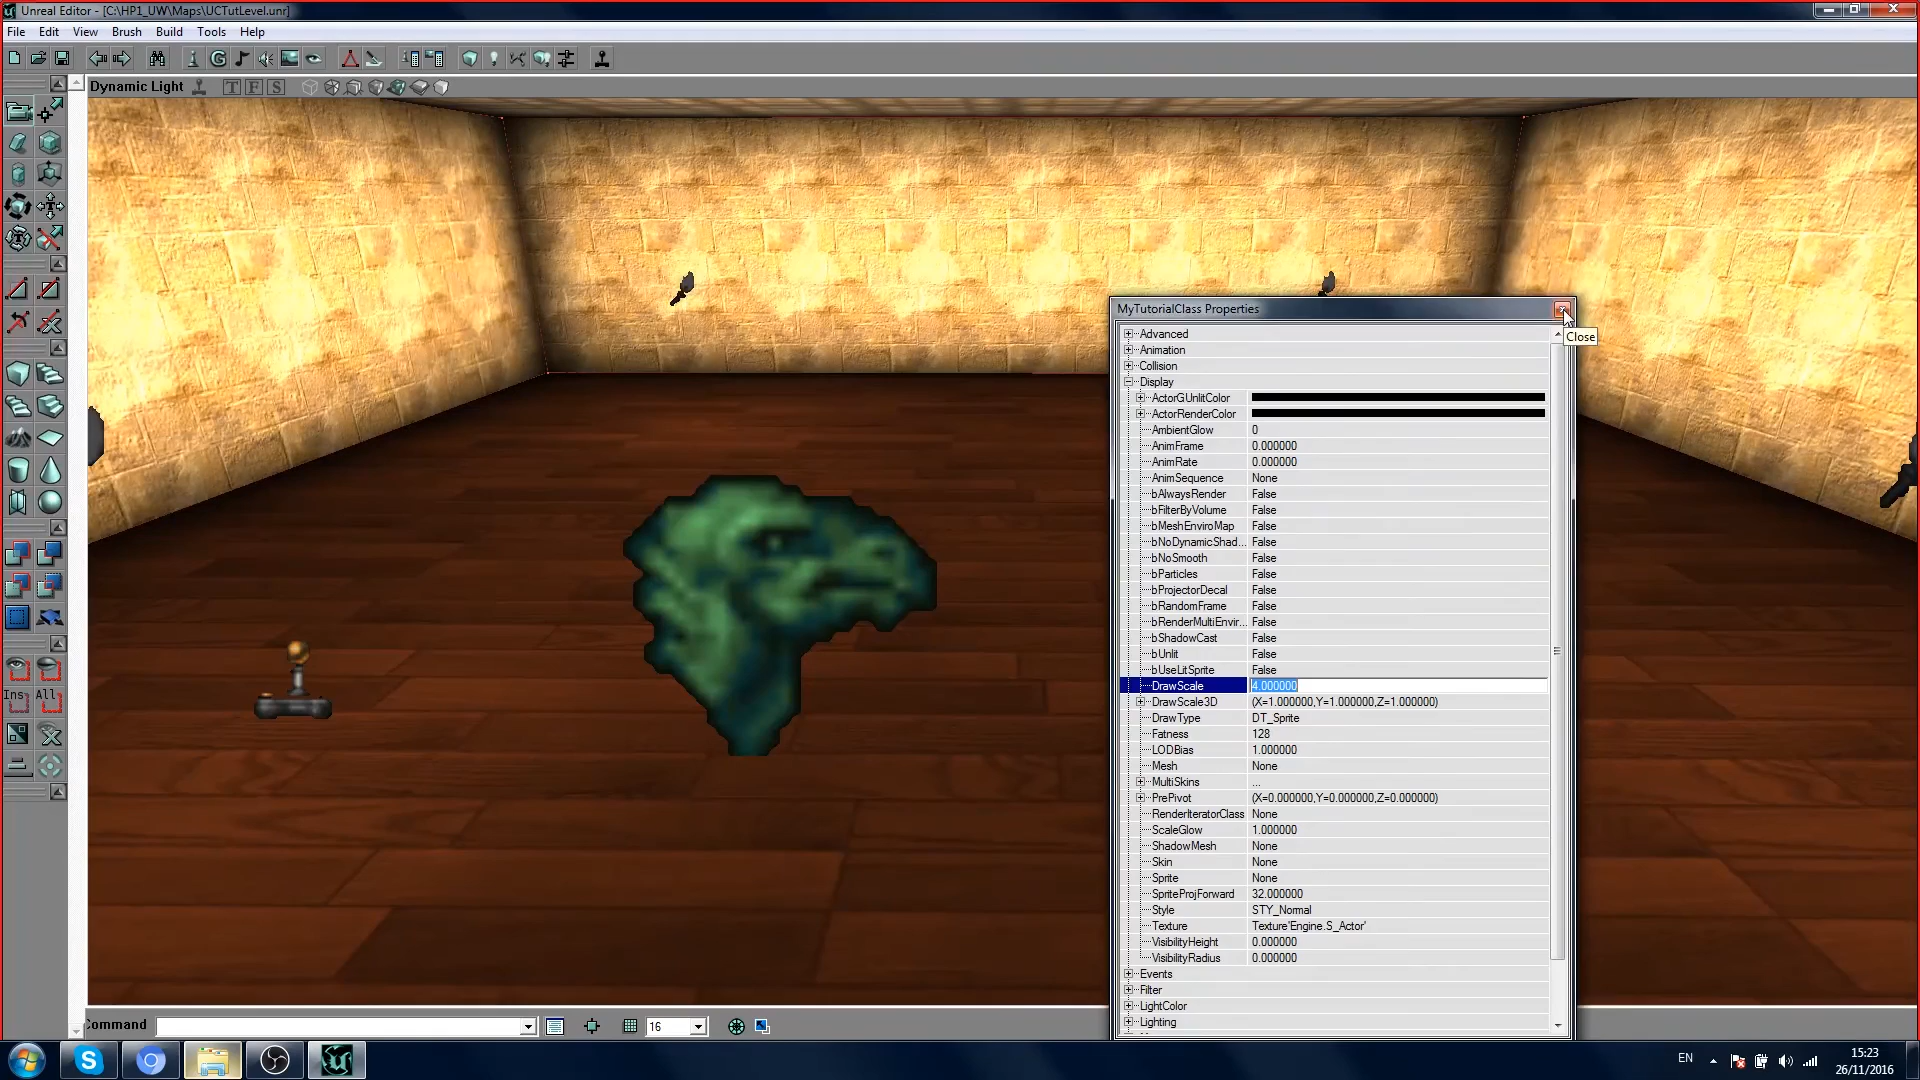 Unreal Editor - [C:\HP1_UW\Maps\UCTutLevel.unr]
File Edit View Brush Build Tools Help
Dynamic Light T F S
MyTutorialClass Properties
Close
Advanced
Animation
Collision
Display
ActorGUnlitColor
ActorRenderColor
AmbientGlow 0
AnimFrame 0.000000
AnimRate 0.000000
AnimSequence None
bAlwaysRender False
bFilterByVolume False
bMeshEnviroMap False
bNoDynamicShad... False
bNoSmooth False
bParticles False
bProjectorDecal False
bRandomFrame False
bRenderMultiEnvir... False
bShadowCast False
bUnlit False
bUseLitSprite False
DrawScale 4.000000
DrawScale3D (X=1.000000,Y=1.000000,Z=1.000000)
DrawType DT_Sprite
Fatness 128
LODBias 1.000000
Mesh None
MultiSkins ...
PrePivot (X=0.000000,Y=0.000000,Z=0.000000)
RenderIteratorClass None
ScaleGlow 1.000000
ShadowMesh None
Skin None
Sprite None
SpriteProjForward 32.000000
Style STY_Normal
Texture Texture'Engine.S_Actor'
VisibilityHeight 0.000000
VisibilityRadius 0.000000
Events
Filter
LightColor
Lighting
Ins All
Command 16
EN 15:23
26/11/2016